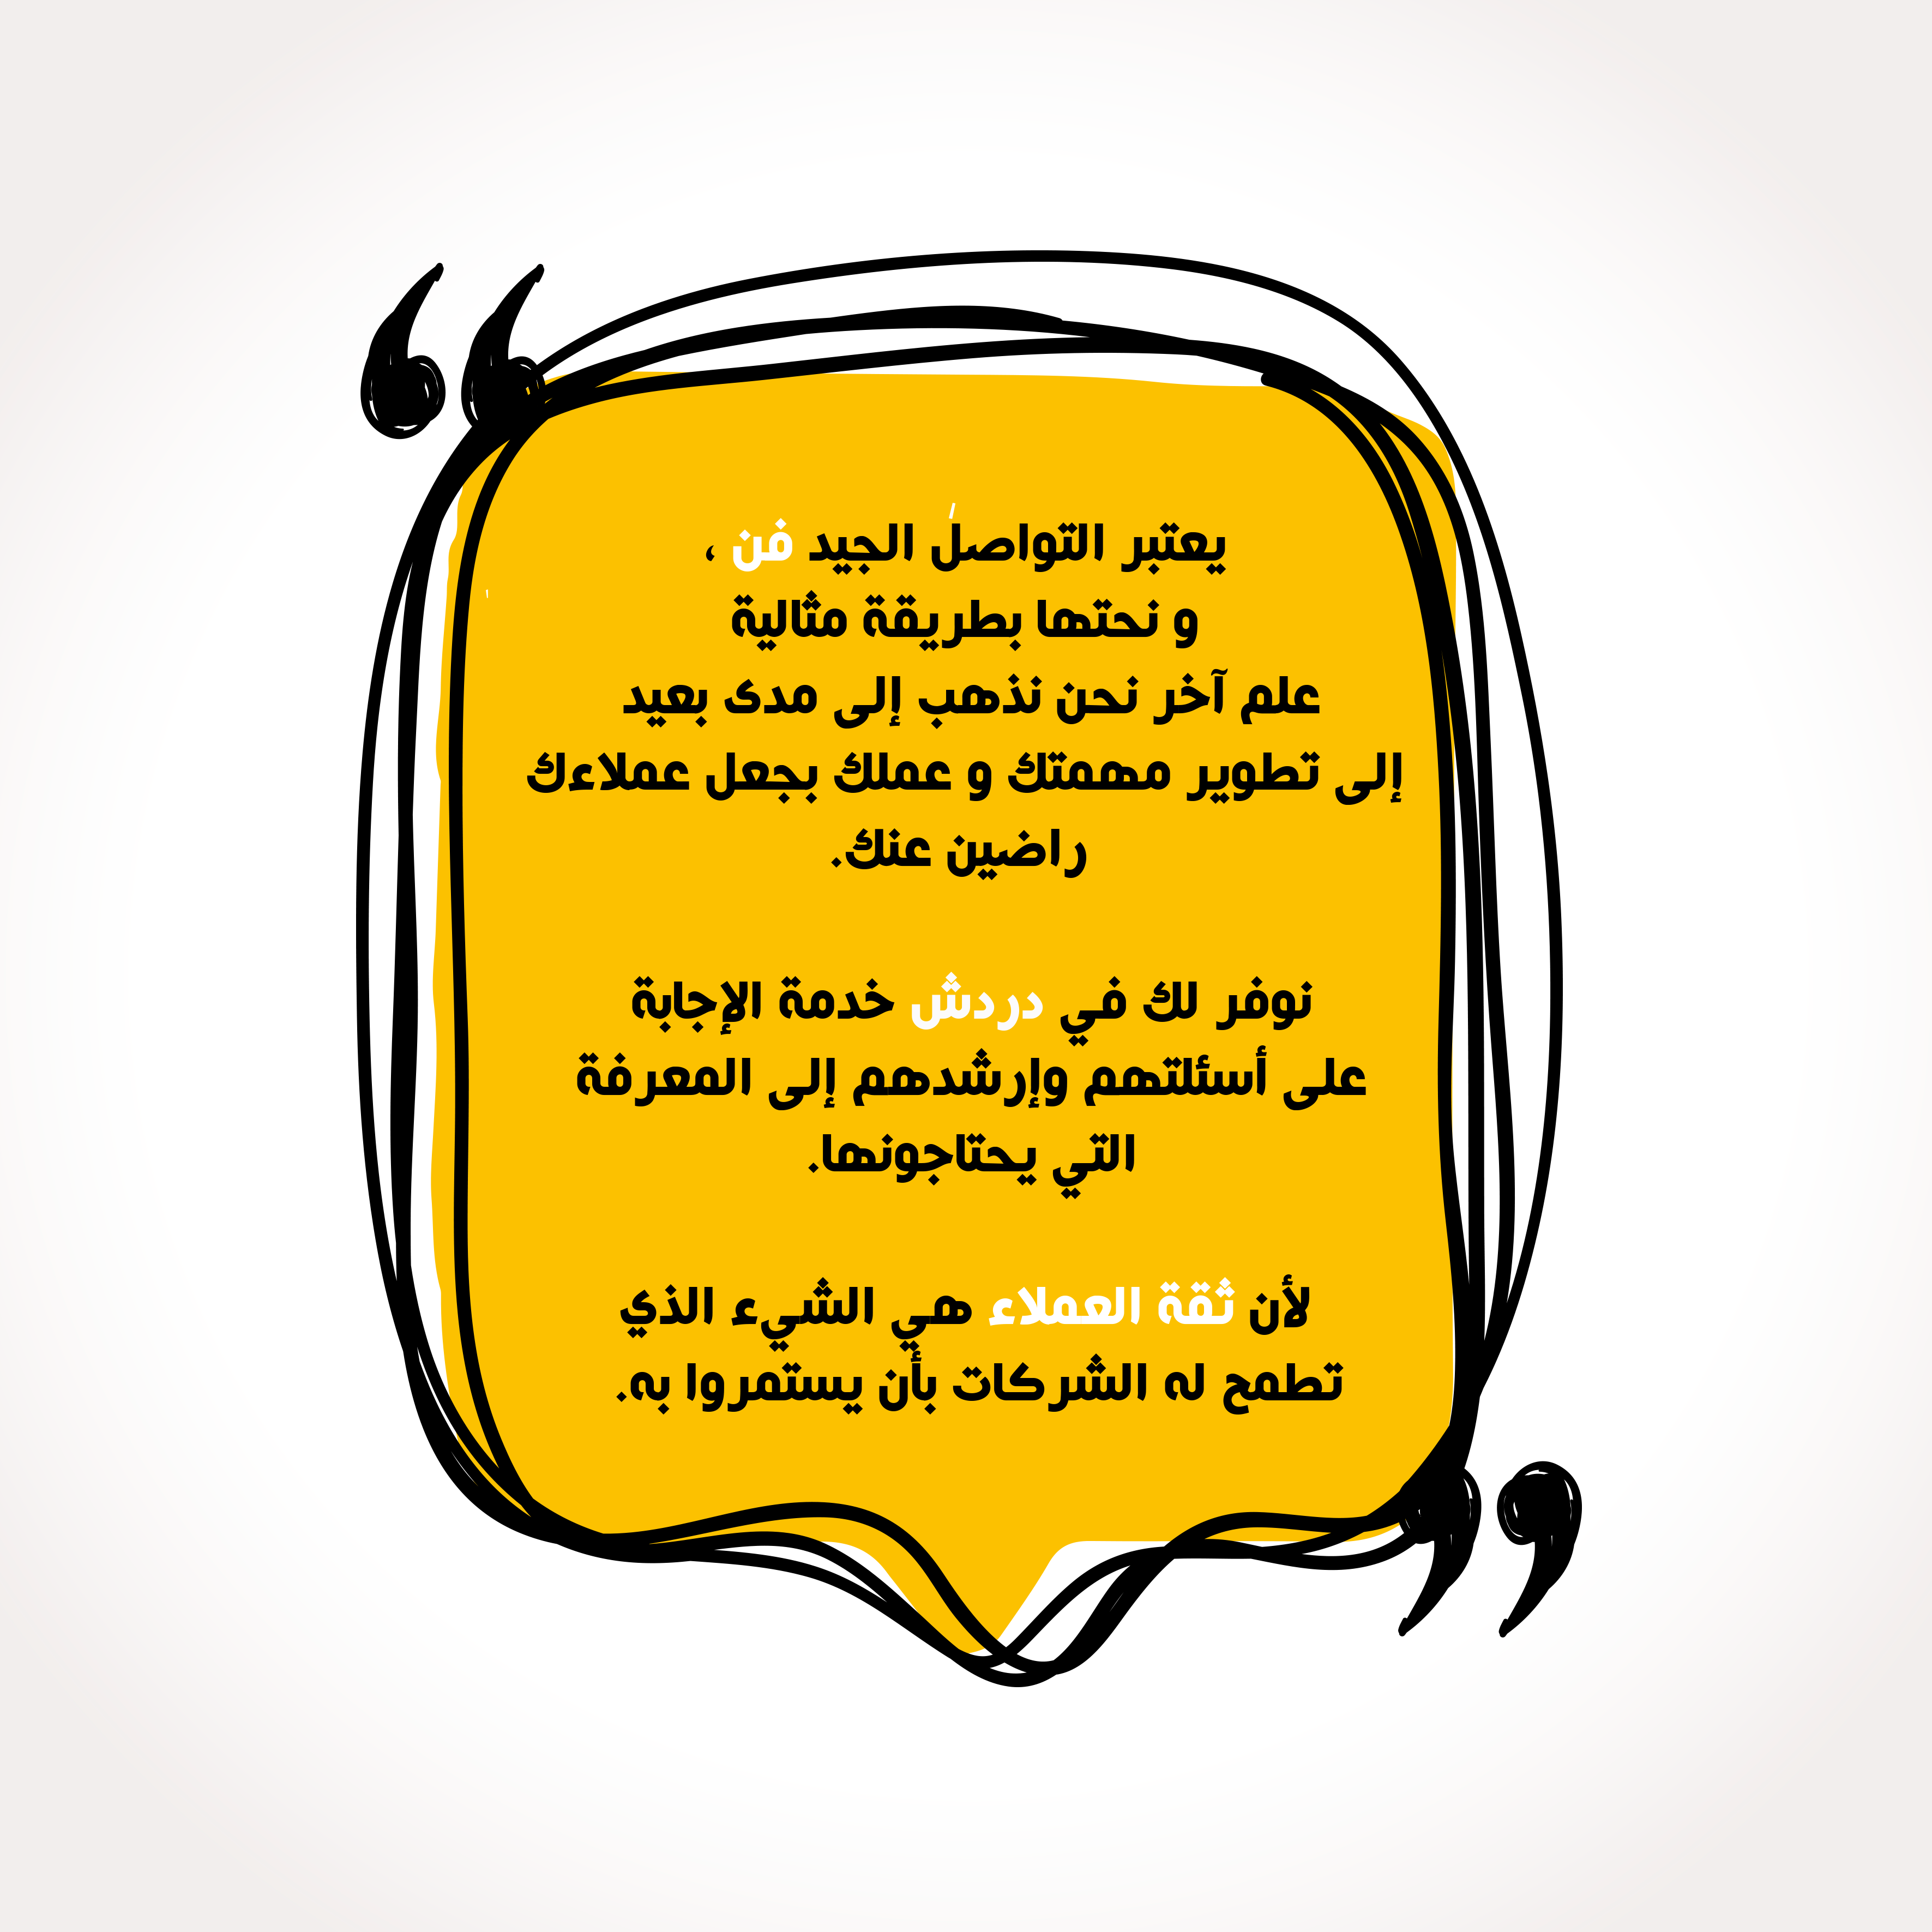 يعتبر التواصل الجيد فن ،
و نحتها بطريقة مثالية
علم آخر نحن نذهب إلى مدى بعيد
إلى تطوير مهمتك و عملك بجعل عملاءك
راضين عنك.
نوفر لك في دردش خدمة الإجابة
على أسئلتهم وإرشدهم إلى المعرفة
التي يحتاجونها.
لأن ثقة العملاء هي الشيء الذي
تطمح له الشركات بأن يستمروا به.